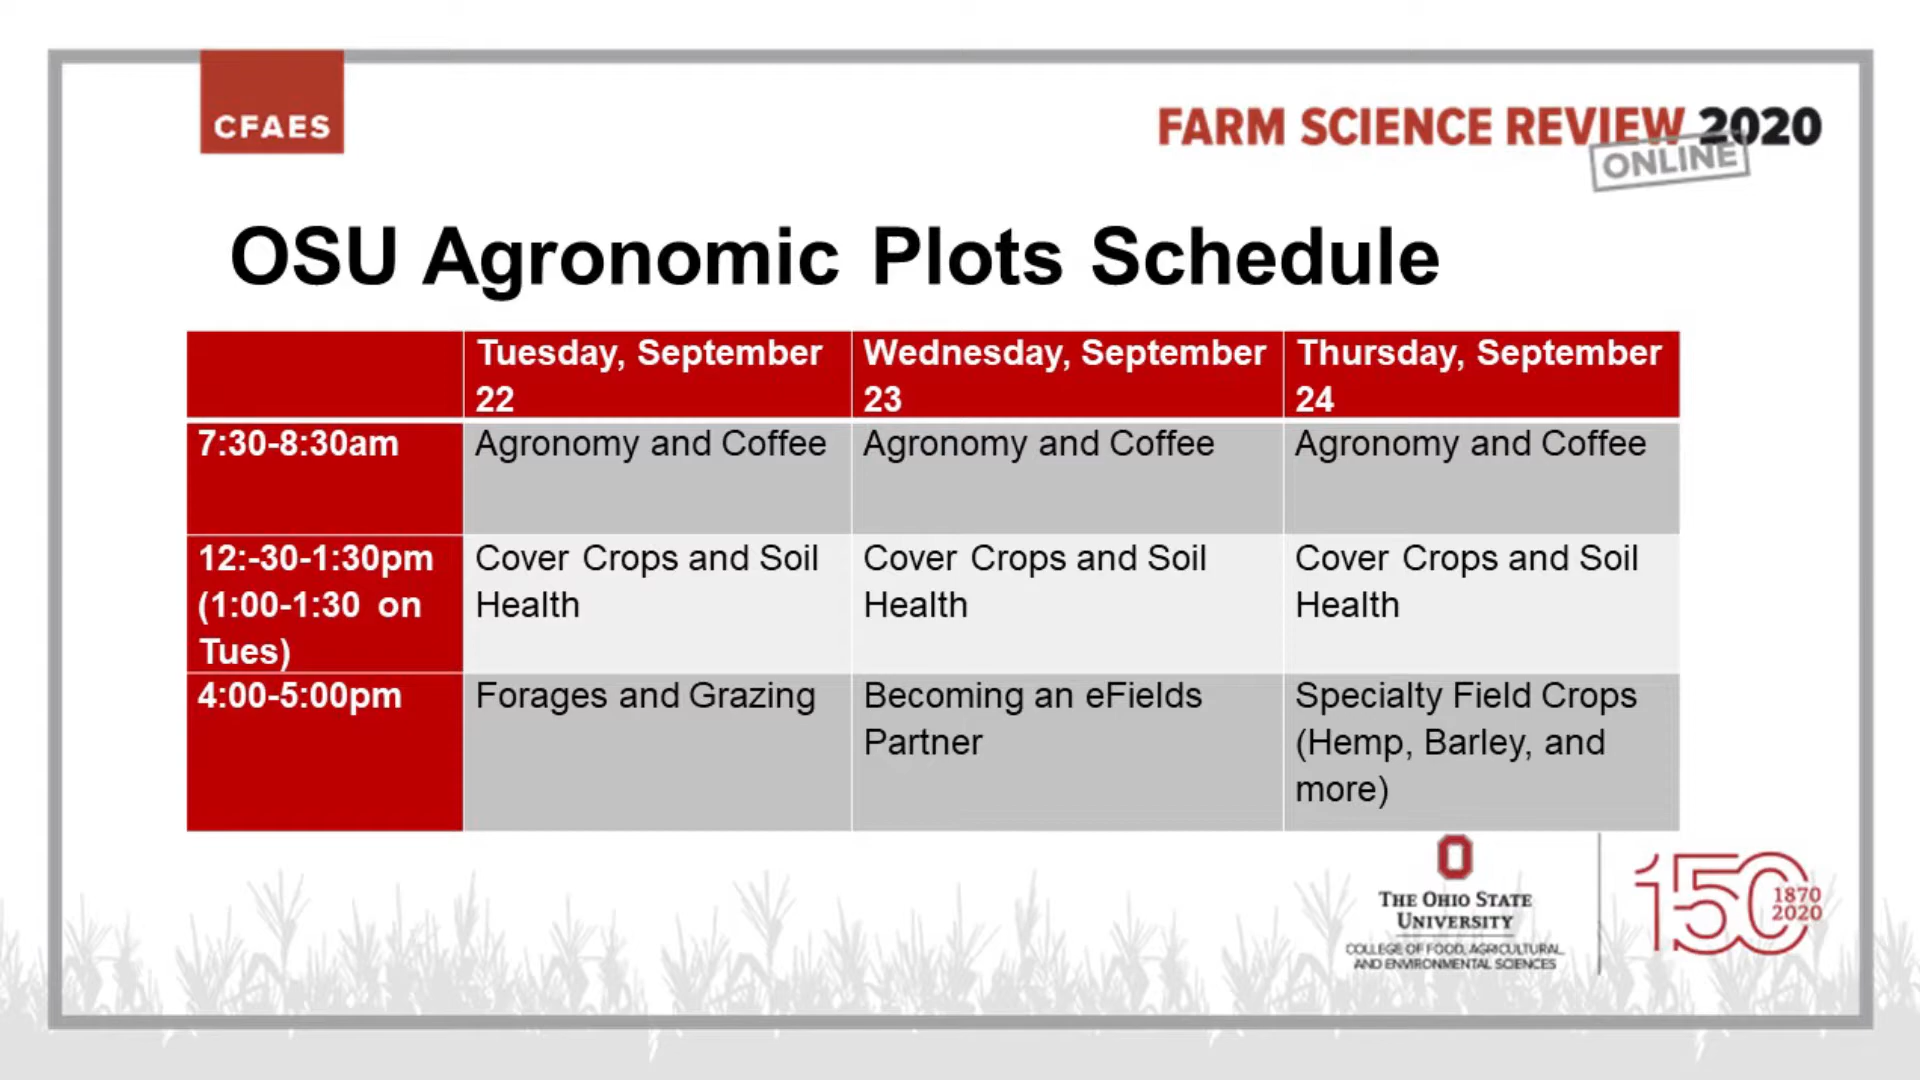 CFAES
FARM SCIENCE REVIEW 2020
ONLINE
OSU Agronomic Plots Schedule
Tuesday, September
22
Wednesday, September
23
Thursday, September
24
7:30-8:30am
Agronomy and Coffee
Agronomy and Coffee
Agronomy and Coffee
12:-30-1:30pm
(1:00-1:30 on
Tues)
Cover Crops and Soil
Health
Cover Crops and Soil
Health
Cover Crops and Soil
Health
4:00-5:00pm
Forages and Grazing
Becoming an eFields
Partner
Specialty Field Crops
(Hemp, Barley, and
more)
THE OHIO STATE
UNIVERSITY
COLLEGE OF FOOD, AGRICULTURAL,
AND ENVIRONMENTAL SCIENCES
150
1870
2020